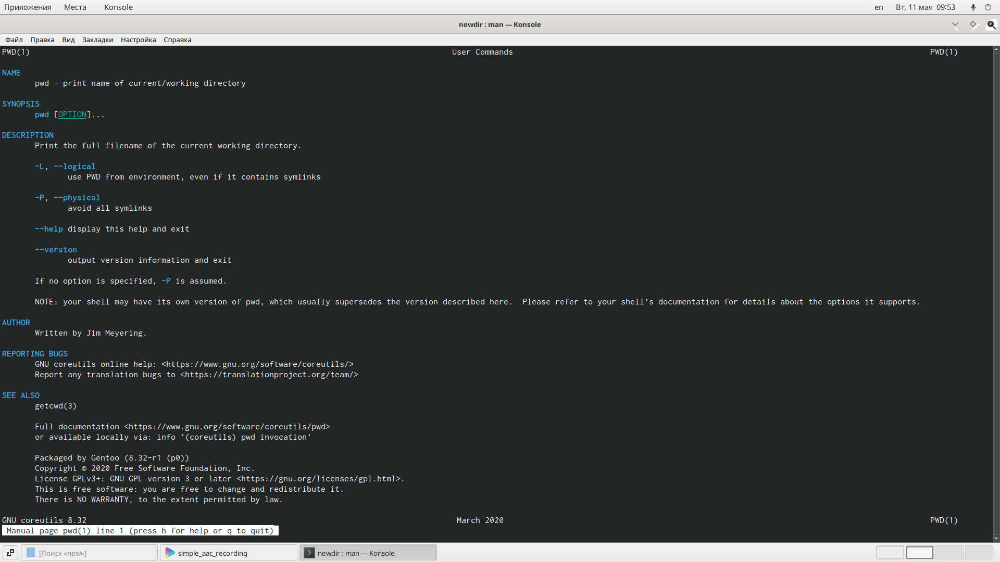 Приложения Места Konsole en Вт, 11 мая 09:53
newdir : man — Konsole
Файл Правка Вид Закладки Настройка Справка
PWD(1) User Commands PWD(1)
NAME
pwd - print name of current/working directory
SYNOPSIS
pwd [OPTION]...
DESCRIPTION
Print the full filename of the current working directory.
-L, --logical
use PWD from environment, even if it contains symlinks
-P, --physical
avoid all symlinks
--help display this help and exit
--version
output version information and exit
If no option is specified, -P is assumed.
NOTE: your shell may have its own version of pwd, which usually supersedes the version described here.  Please refer to your shell's documentation for details about the options it supports.
AUTHOR
Written by Jim Meyering.
REPORTING BUGS
GNU coreutils online help: <https://www.gnu.org/software/coreutils/>
Report any translation bugs to <https://translationproject.org/team/>
SEE ALSO
getcwd(3)
Full documentation <https://www.gnu.org/software/coreutils/pwd>
or available locally via: info '(coreutils) pwd invocation'
Packaged by Gentoo (8.32-r1 (p0))
Copyright © 2020 Free Software Foundation, Inc.
License GPLv3+: GNU GPL version 3 or later <https://gnu.org/licenses/gpl.html>.
This is free software: you are free to change and redistribute it.
There is NO WARRANTY, to the extent permitted by law.
GNU coreutils 8.32 March 2020 PWD(1)
Manual page pwd(1) line 1 (press h for help or q to quit)
[Поиск «new»] simple_aac_recording newdir : man — Konsole